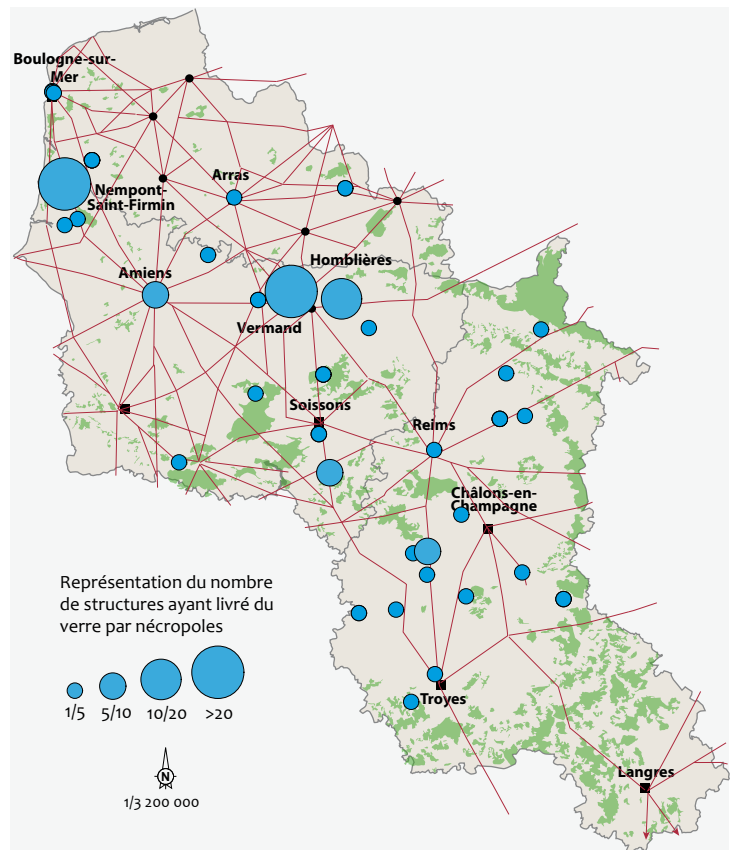 Boulogne-sur-
Mer
Arras
Nempont-
Saint-Firmin
Homblières
Amiens
Vermand
Soissons
Reims
Châlons-en-
Champagne
Représentation du nombre
de structures ayant livré du
verre par nécropoles
1/5 5/10 10/20 >20
Troyes
Langres
N
1/3 200 000